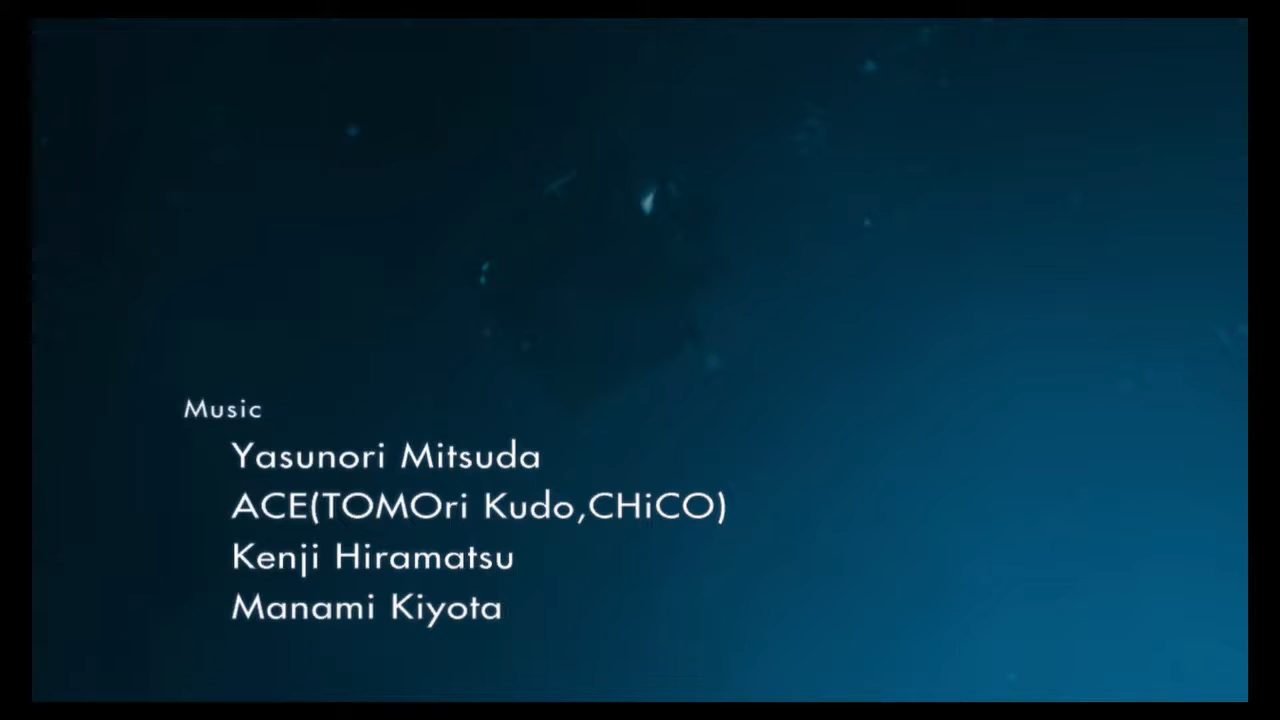 Music
Yasunori Mitsuda
ACE(TOMOri Kudo,CHiCO)
Kenji Hiramatsu
Manami Kiyota